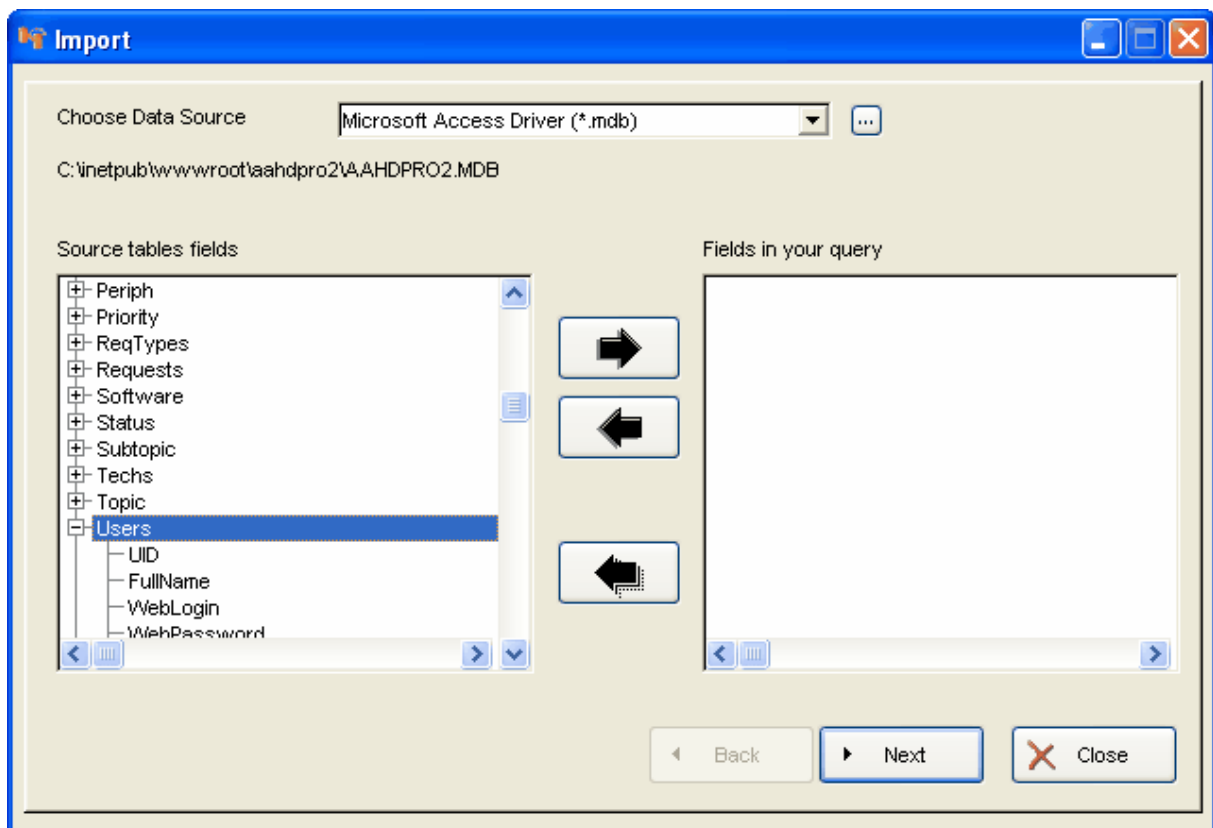 Import
Choose Data Source
Microsoft Access Driver (*.mdb)
...
C:\inetpub\wwwroot\aahdpro2\AAHDPRO2.MDB
Source tables fields
Fields in your query
Periph
Priority
ReqTypes
Requests
Software
Status
Subtopic
Techs
Topic
Users
UID
FullName
WebLogin
WebPassword
Back
Next
Close